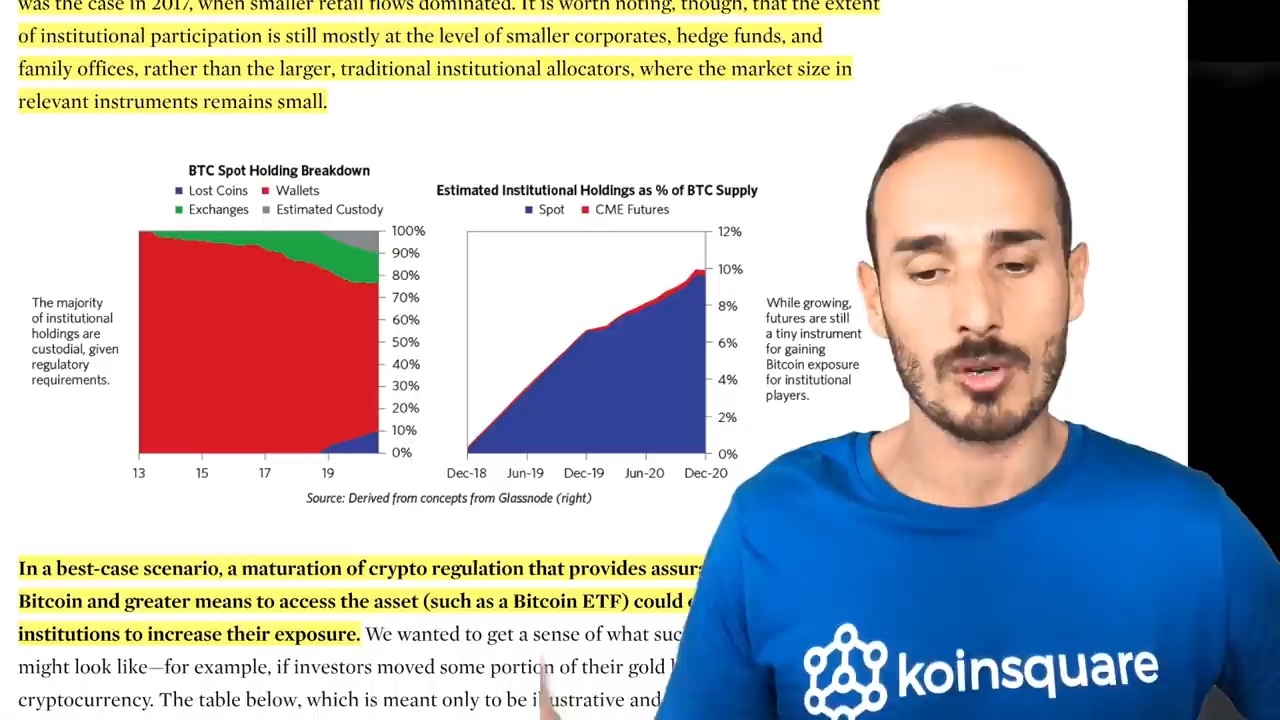 was the case in 2017, when smaller retail flows dominated. It is worth noting, though, that the extent
of institutional participation is still mostly at the level of smaller corporates, hedge funds, and
family offices, rather than the larger, traditional institutional allocators, where the market size in
relevant instruments remains small.
BTC Spot Holding Breakdown
Lost Coins Wallets
Exchanges Estimated Custody
100%
90%
80%
70%
60%
50%
40%
30%
20%
10%
0%
13 15 17 19
The majority
of institutional
holdings are
custodial, given
regulatory
requirements.
Estimated Institutional Holdings as % of BTC Supply
Spot CME Futures
12%
10%
8%
6%
4%
2%
0%
Dec-18 Jun-19 Dec-19 Jun-20 Dec-20
While growing,
futures are still
a tiny instrument
for gaining
Bitcoin exposure
for institutional
players.
Source: Derived from concepts from Glassnode (right)
In a best-case scenario, a maturation of crypto regulation that provides
Bitcoin and greater means to access the asset (such as a Bitcoin ETF) could
institutions to increase their exposure. We wanted to get a sense of what
might look like—for example, if investors moved some portion of their gold
cryptocurrency. The table below, which is meant only to be illustrative and
koinsquare